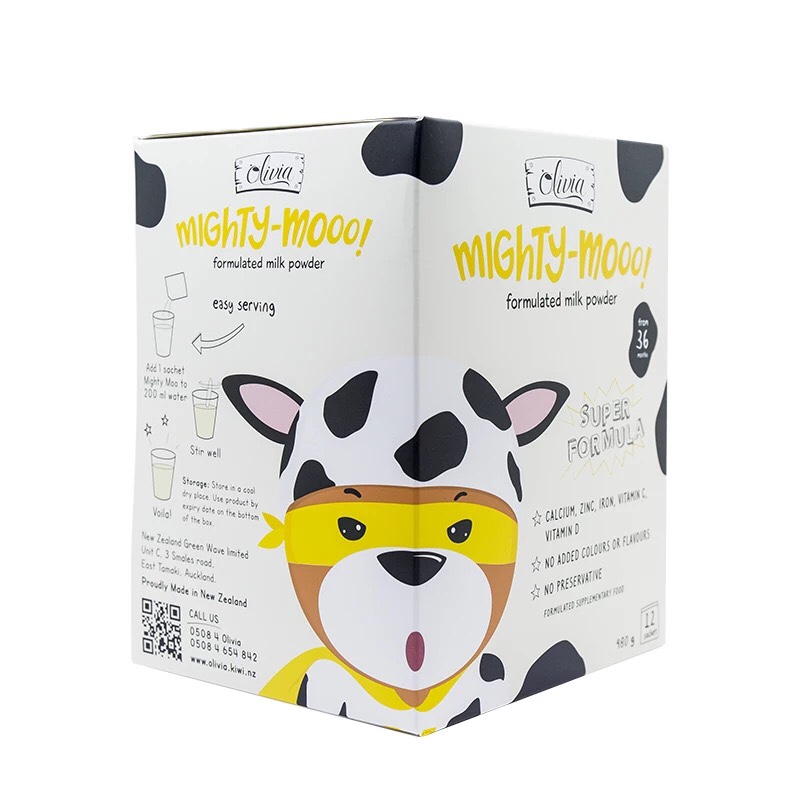 Olivia
MIGHTY-MOOO!
formulated milk powder
easy serving
Add 1 sachet
Mighty Moo to
200 ml water
Stir well
Voila!
Storage: Store in a cool
dry place. Use product by
expiry date on the bottom
of the box.
New Zealand Green Wave limited
Unit C, 3 Smales road,
East Tamaki, Auckland.
Proudly Made in New Zealand
CALL US
0508 4 Olivia
0508 4 654 842
www.olivia.kiwi.nz
Olivia
MIGHTY-MOOO!
formulated milk powder
from
36
months
SUPER
FORMULA
CALCIUM, ZINC, IRON, VITAMIN C,
VITAMIN D
NO ADDED COLOURS OR FLAVOURS
NO PRESERVATIVE
FORMULATED SUPPLEMENTARY FOOD
980 g
12
SACHETS